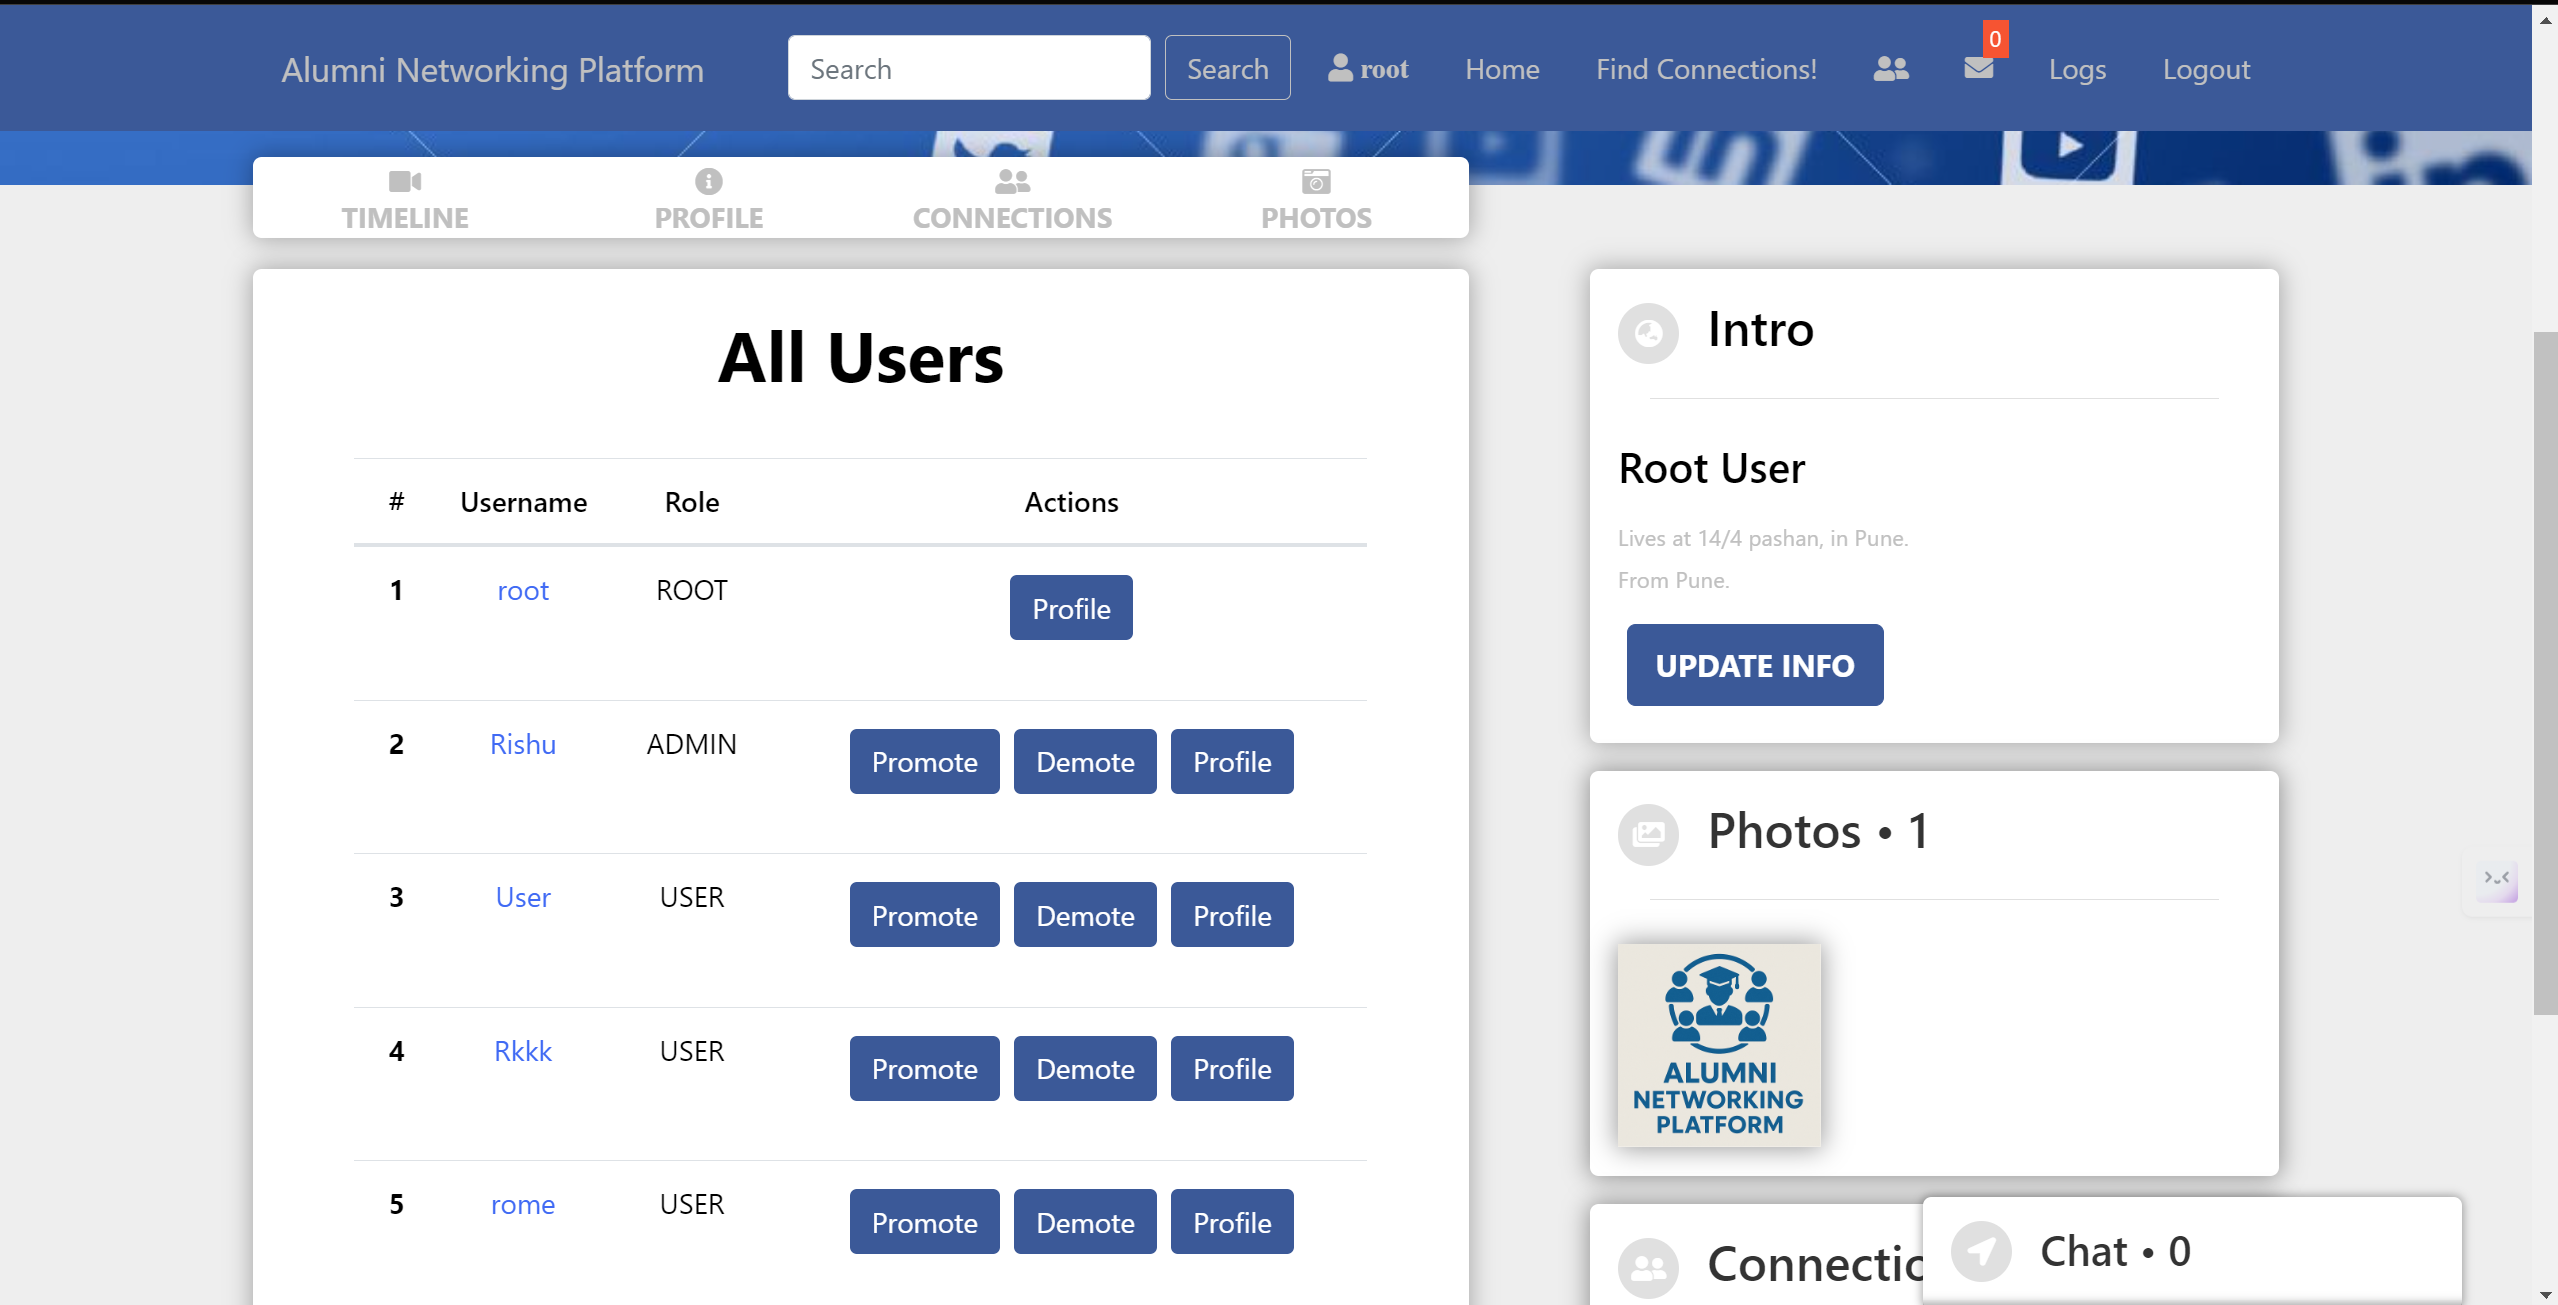 Alumni Networking Platform
Search
Search
root
Home
Find Connections!
0
Logs
Logout
TIMELINE
PROFILE
CONNECTIONS
PHOTOS
All Users
# Username Role Actions
1 root ROOT Profile
2 Rishu ADMIN Promote Demote Profile
3 User USER Promote Demote Profile
4 Rkkk USER Promote Demote Profile
5 rome USER Promote Demote Profile
Intro
Root User
Lives at 14/4 pashan, in Pune.
From Pune.
UPDATE INFO
Photos • 1
ALUMNI
NETWORKING
PLATFORM
Chat • 0